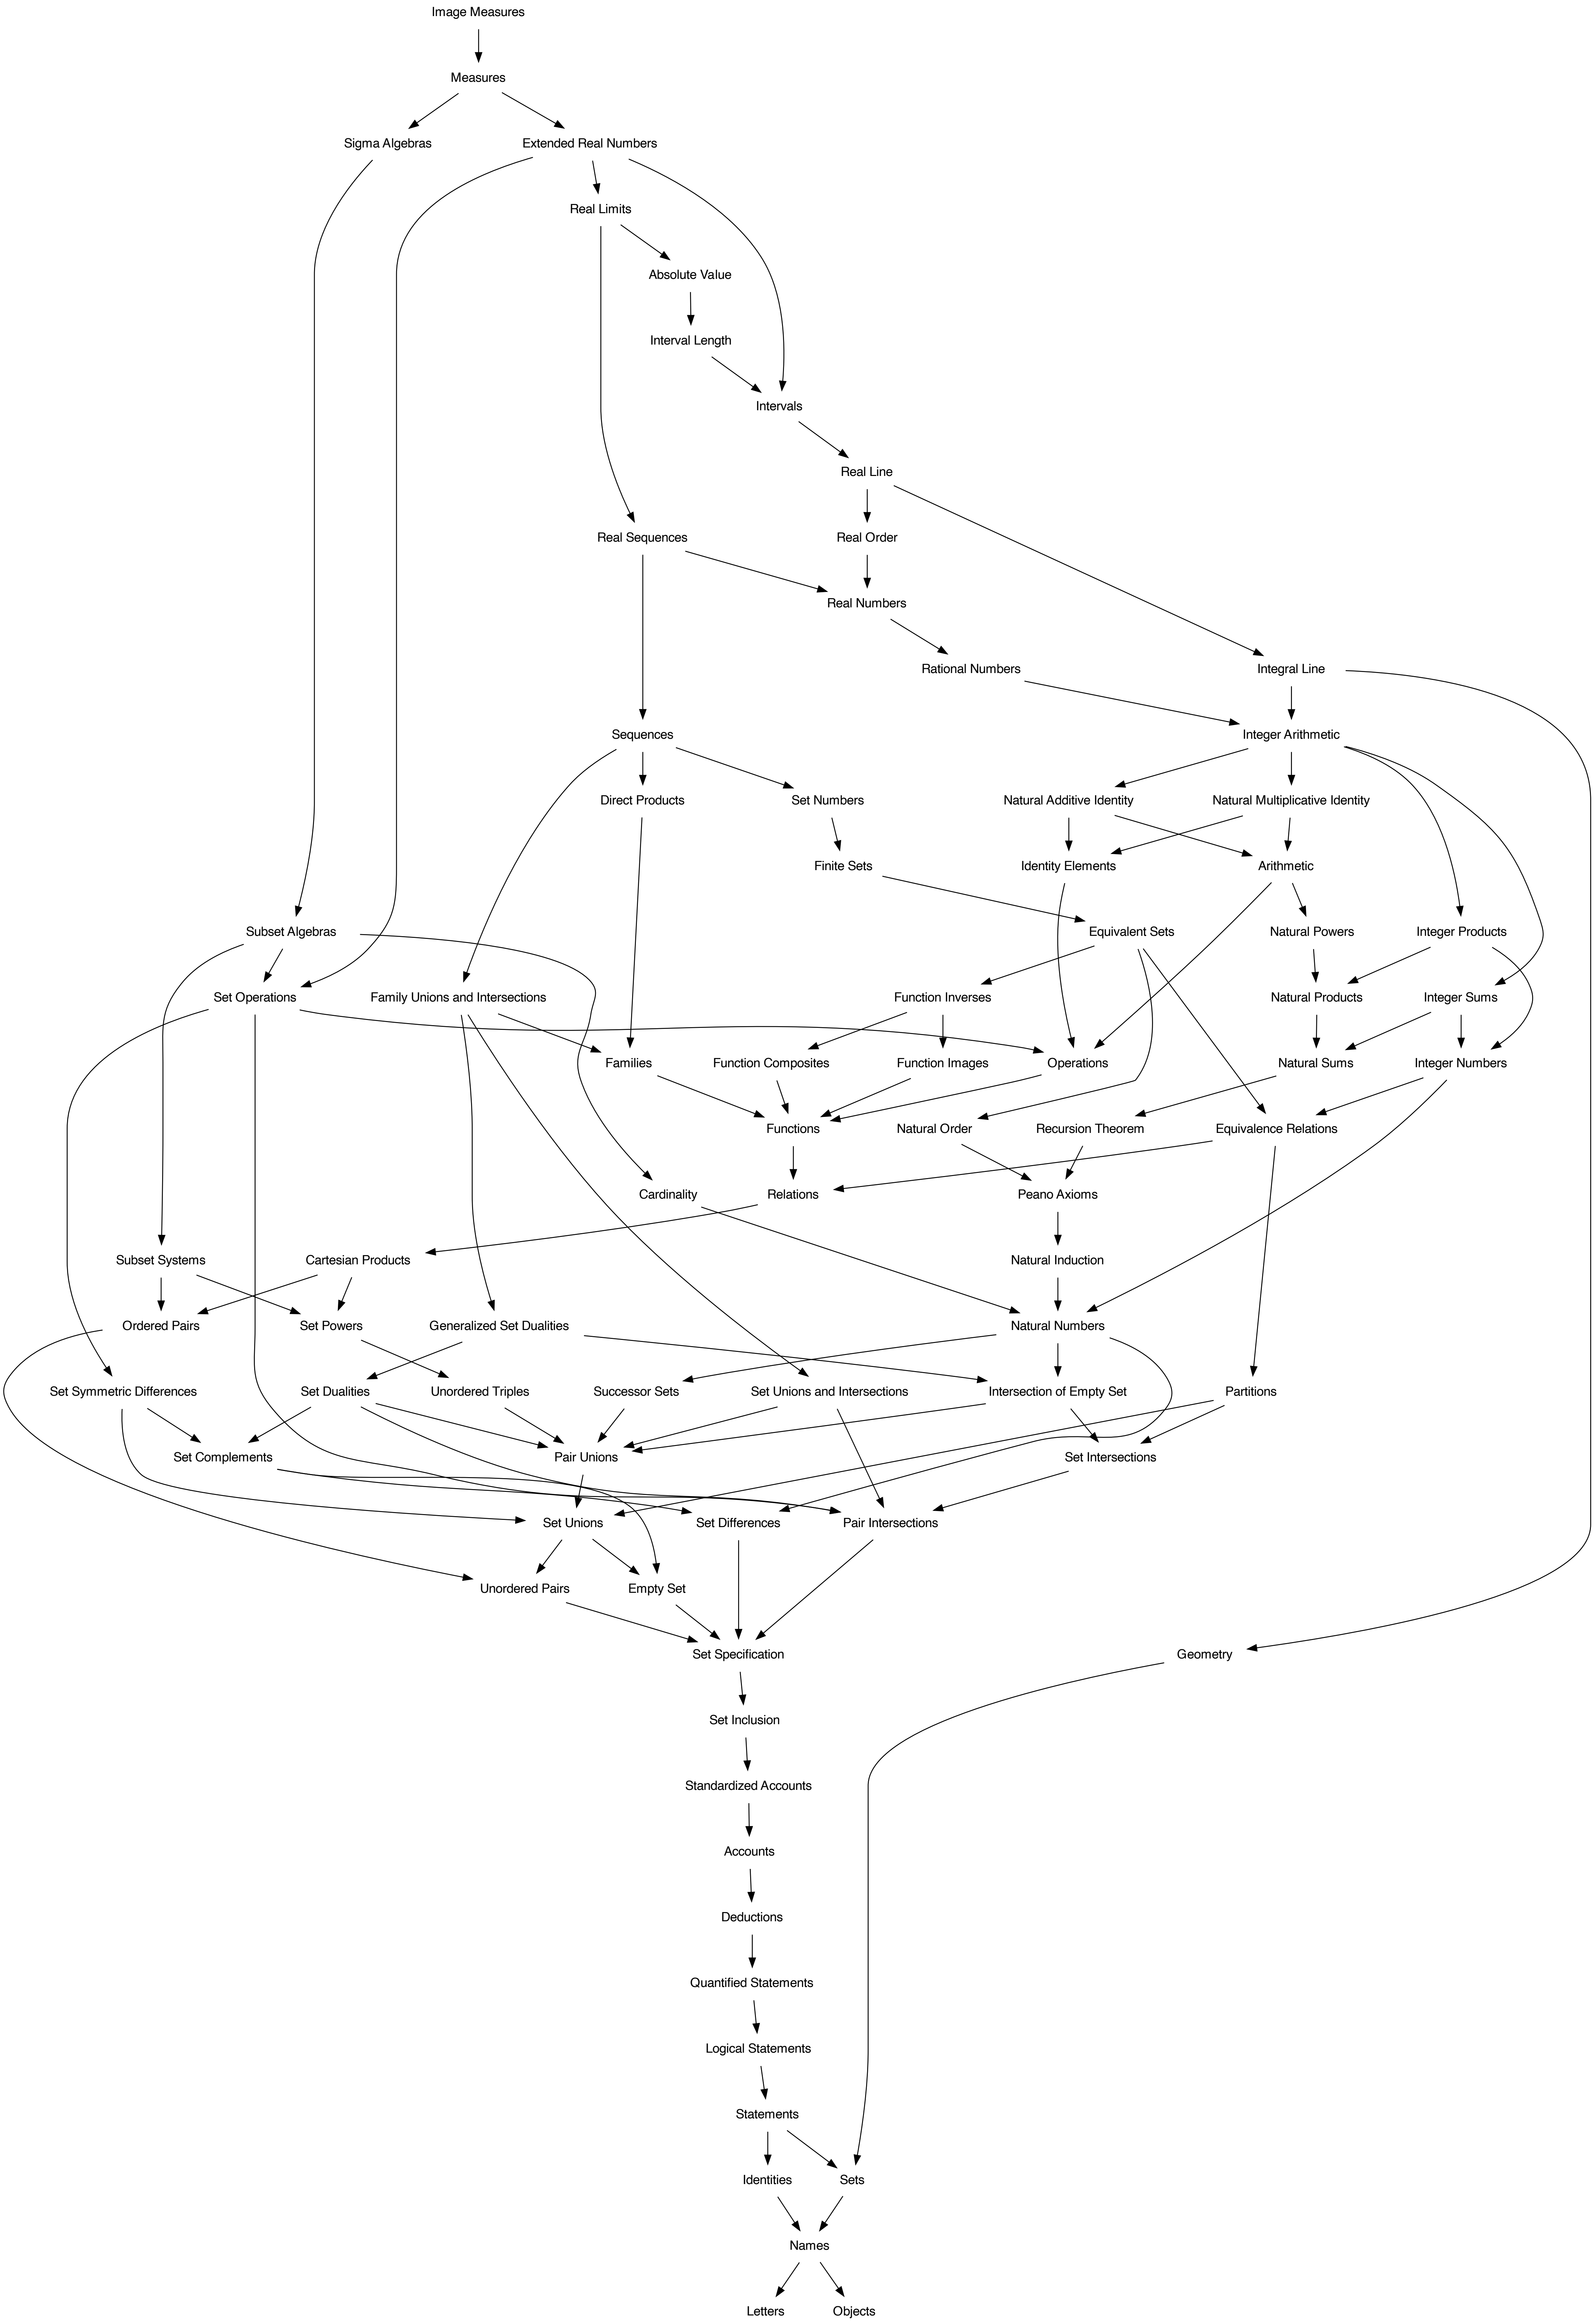 Image Measures
Measures
Sigma Algebras
Extended Real Numbers
Real Limits
Absolute Value
Interval Length
Intervals
Real Line
Real Sequences
Real Order
Real Numbers
Rational Numbers
Integral Line
Sequences
Integer Arithmetic
Direct Products
Set Numbers
Natural Additive Identity
Natural Multiplicative Identity
Finite Sets
Identity Elements
Arithmetic
Subset Algebras
Equivalent Sets
Natural Powers
Integer Products
Set Operations
Family Unions and Intersections
Function Inverses
Natural Products
Integer Sums
Families
Function Composites
Function Images
Operations
Natural Sums
Integer Numbers
Functions
Natural Order
Recursion Theorem
Equivalence Relations
Cardinality
Relations
Peano Axioms
Subset Systems
Cartesian Products
Natural Induction
Ordered Pairs
Set Powers
Generalized Set Dualities
Natural Numbers
Set Symmetric Differences
Set Dualities
Unordered Triples
Successor Sets
Set Unions and Intersections
Intersection of Empty Set
Partitions
Set Complements
Pair Unions
Set Intersections
Set Unions
Set Differences
Pair Intersections
Unordered Pairs
Empty Set
Set Specification
Geometry
Set Inclusion
Standardized Accounts
Accounts
Deductions
Quantified Statements
Logical Statements
Statements
Identities
Sets
Names
Letters
Objects